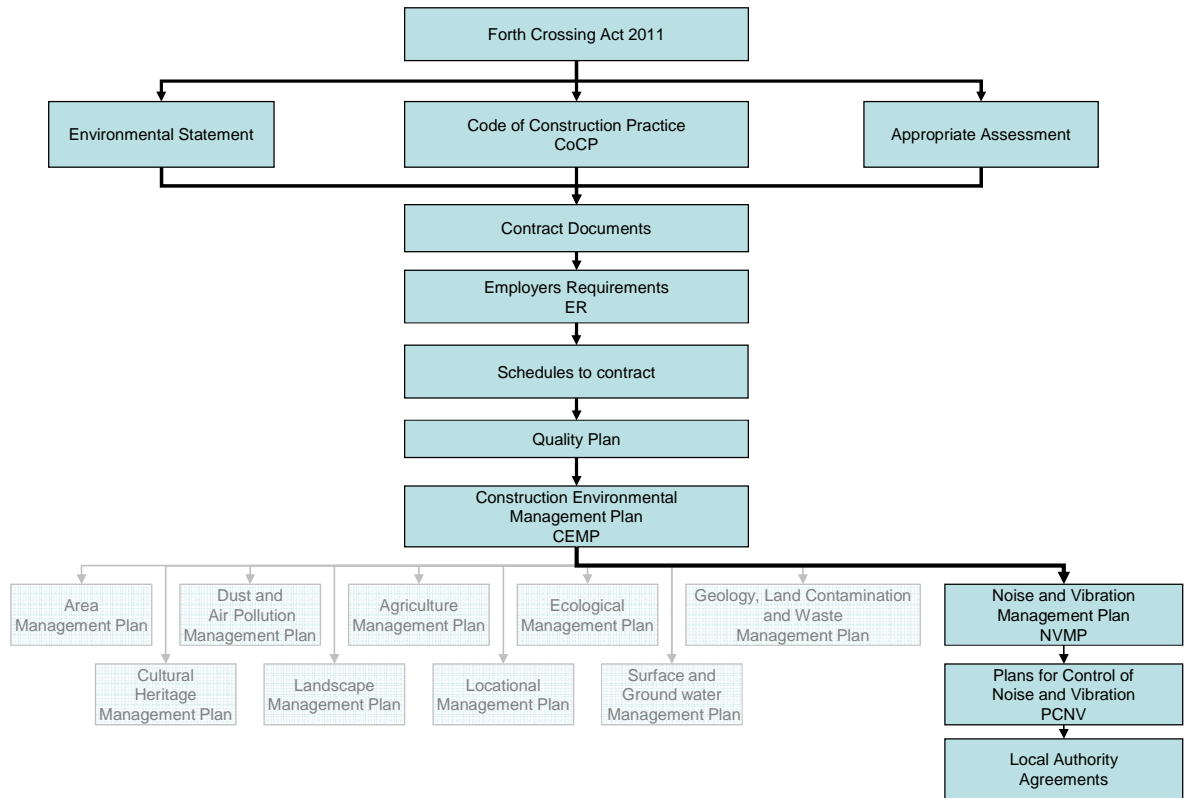 Forth Crossing Act 2011
Environmental Statement
Code of Construction Practice
CoCP
Appropriate Assessment
Contract Documents
Employers Requirements
ER
Schedules to contract
Quality Plan
Construction Environmental
Management Plan
CEMP
Area
Management Plan
Dust and
Air Pollution
Management Plan
Agriculture
Management Plan
Ecological
Management Plan
Geology, Land Contamination
and Waste
Management Plan
Noise and Vibration
Management Plan
NVMP
Cultural
Heritage
Management Plan
Landscape
Management Plan
Locational
Management Plan
Surface and
Ground water
Management Plan
Plans for Control of
Noise and Vibration
PCNV
Local Authority
Agreements